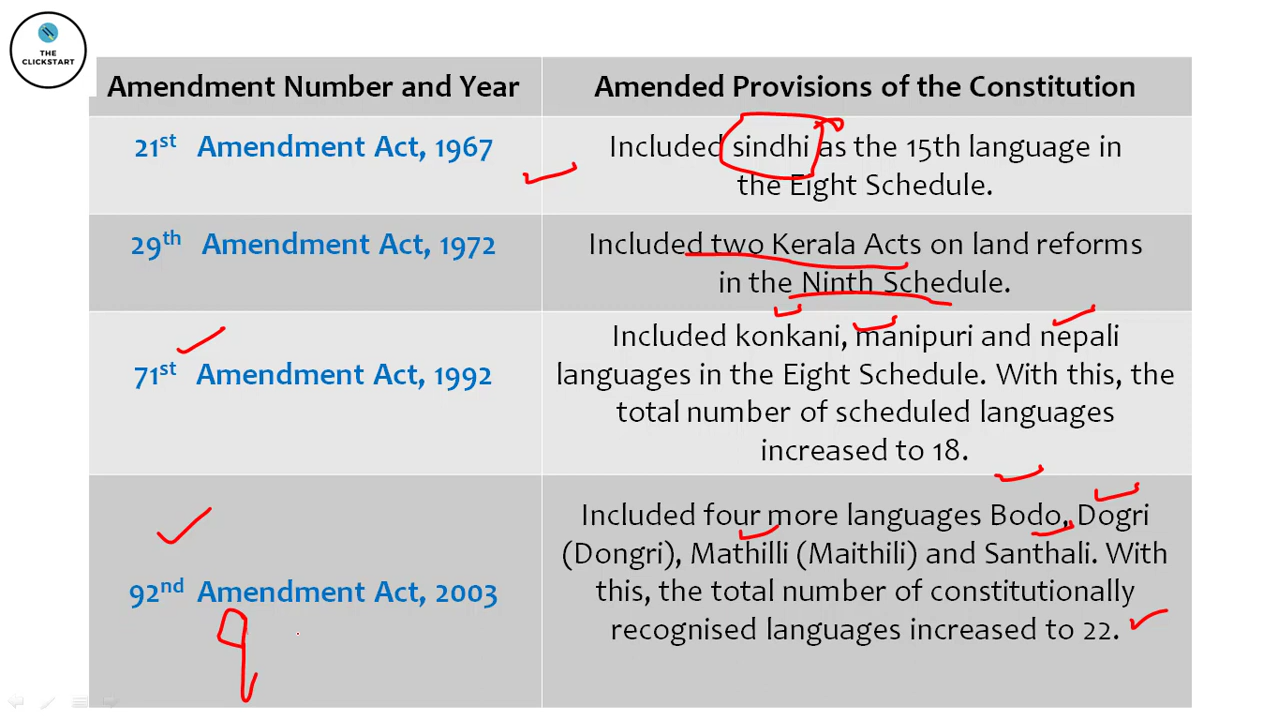 THE
CLICKSTART
Amendment Number and Year
Amended Provisions of the Constitution
21st Amendment Act, 1967
Included sindhi as the 15th language in
the Eight Schedule.
29th Amendment Act, 1972
Included two Kerala Acts on land reforms
in the Ninth Schedule.
71st Amendment Act, 1992
Included konkani, manipuri and nepali
languages in the Eight Schedule. With this, the
total number of scheduled languages
increased to 18.
92nd Amendment Act, 2003
Included four more languages Bodo, Dogri
(Dongri), Mathilli (Maithili) and Santhali. With
this, the total number of constitutionally
recognised languages increased to 22.
9